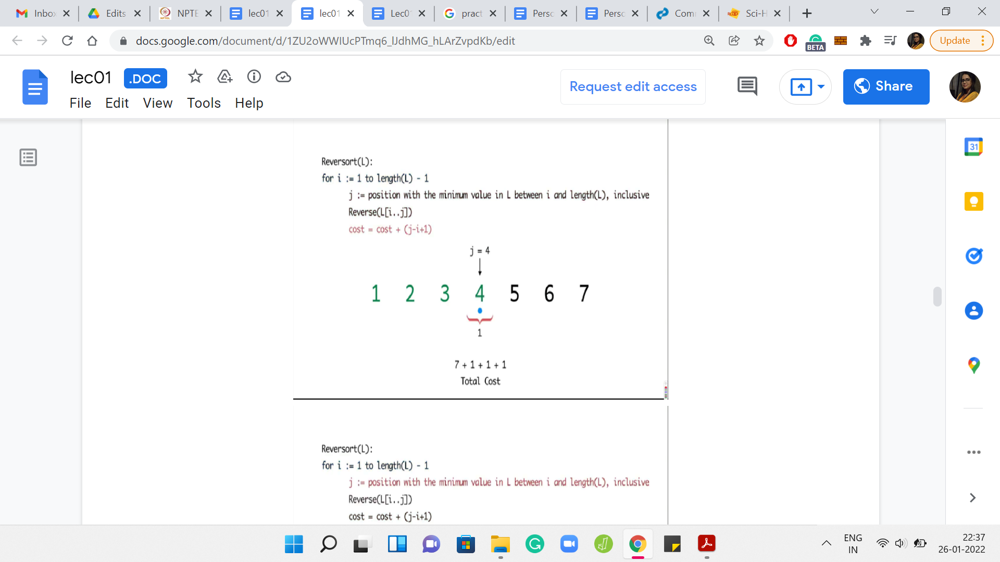 Inbox
Edits
NPTE
lec01
lec01
Lec01
pract
Perso
Perso
Com
Sci-H
docs.google.com/document/d/1ZU2oWWIUcPTmq6_lJdhMG_hLArZvpdKb/edit
BETA
Update
lec01 .DOC
File Edit View Tools Help
Request edit access
Share
31
Reversort(L):
for i := 1 to length(L) - 1
j := position with the minimum value in L between i and length(L), inclusive
Reverse(L[i..j])
cost = cost + (j-i+1)
j = 4
1 2 3 4 5 6 7
1
7 + 1 + 1 + 1
Total Cost
Reversort(L):
for i := 1 to length(L) - 1
j := position with the minimum value in L between i and length(L), inclusive
Reverse(L[i..j])
cost = cost + (j-i+1)
ENG
IN
22:37
26-01-2022